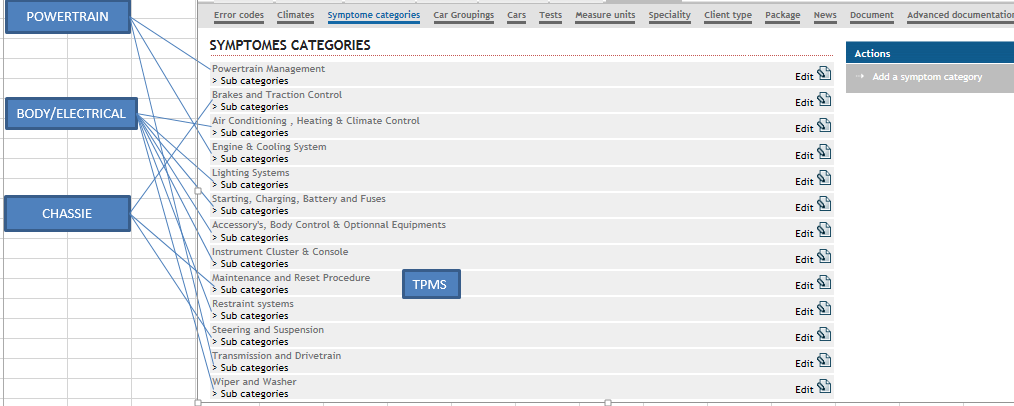 POWERTRAIN
BODY/ELECTRICAL
CHASSIE
Error codes Climates Symptome categories Car Groupings Cars Tests Measure units Speciality Client type Package News Document Advanced documentation
SYMPTOMES CATEGORIES
Powertrain Management
> Sub categories Edit
Brakes and Traction Control
> Sub categories Edit
Air Conditioning , Heating & Climate Control
> Sub categories Edit
Engine & Cooling System
> Sub categories Edit
Lighting Systems
> Sub categories Edit
Starting, Charging, Battery and Fuses
> Sub categories Edit
Accessory's, Body Control & Optionnal Equipments
> Sub categories Edit
Instrument Cluster & Console
> Sub categories Edit
Maintenance and Reset Procedure
> Sub categories Edit
TPMS
Restraint systems
> Sub categories Edit
Steering and Suspension
> Sub categories Edit
Transmission and Drivetrain
> Sub categories Edit
Wiper and Washer
> Sub categories Edit
Actions
Add a symptom category